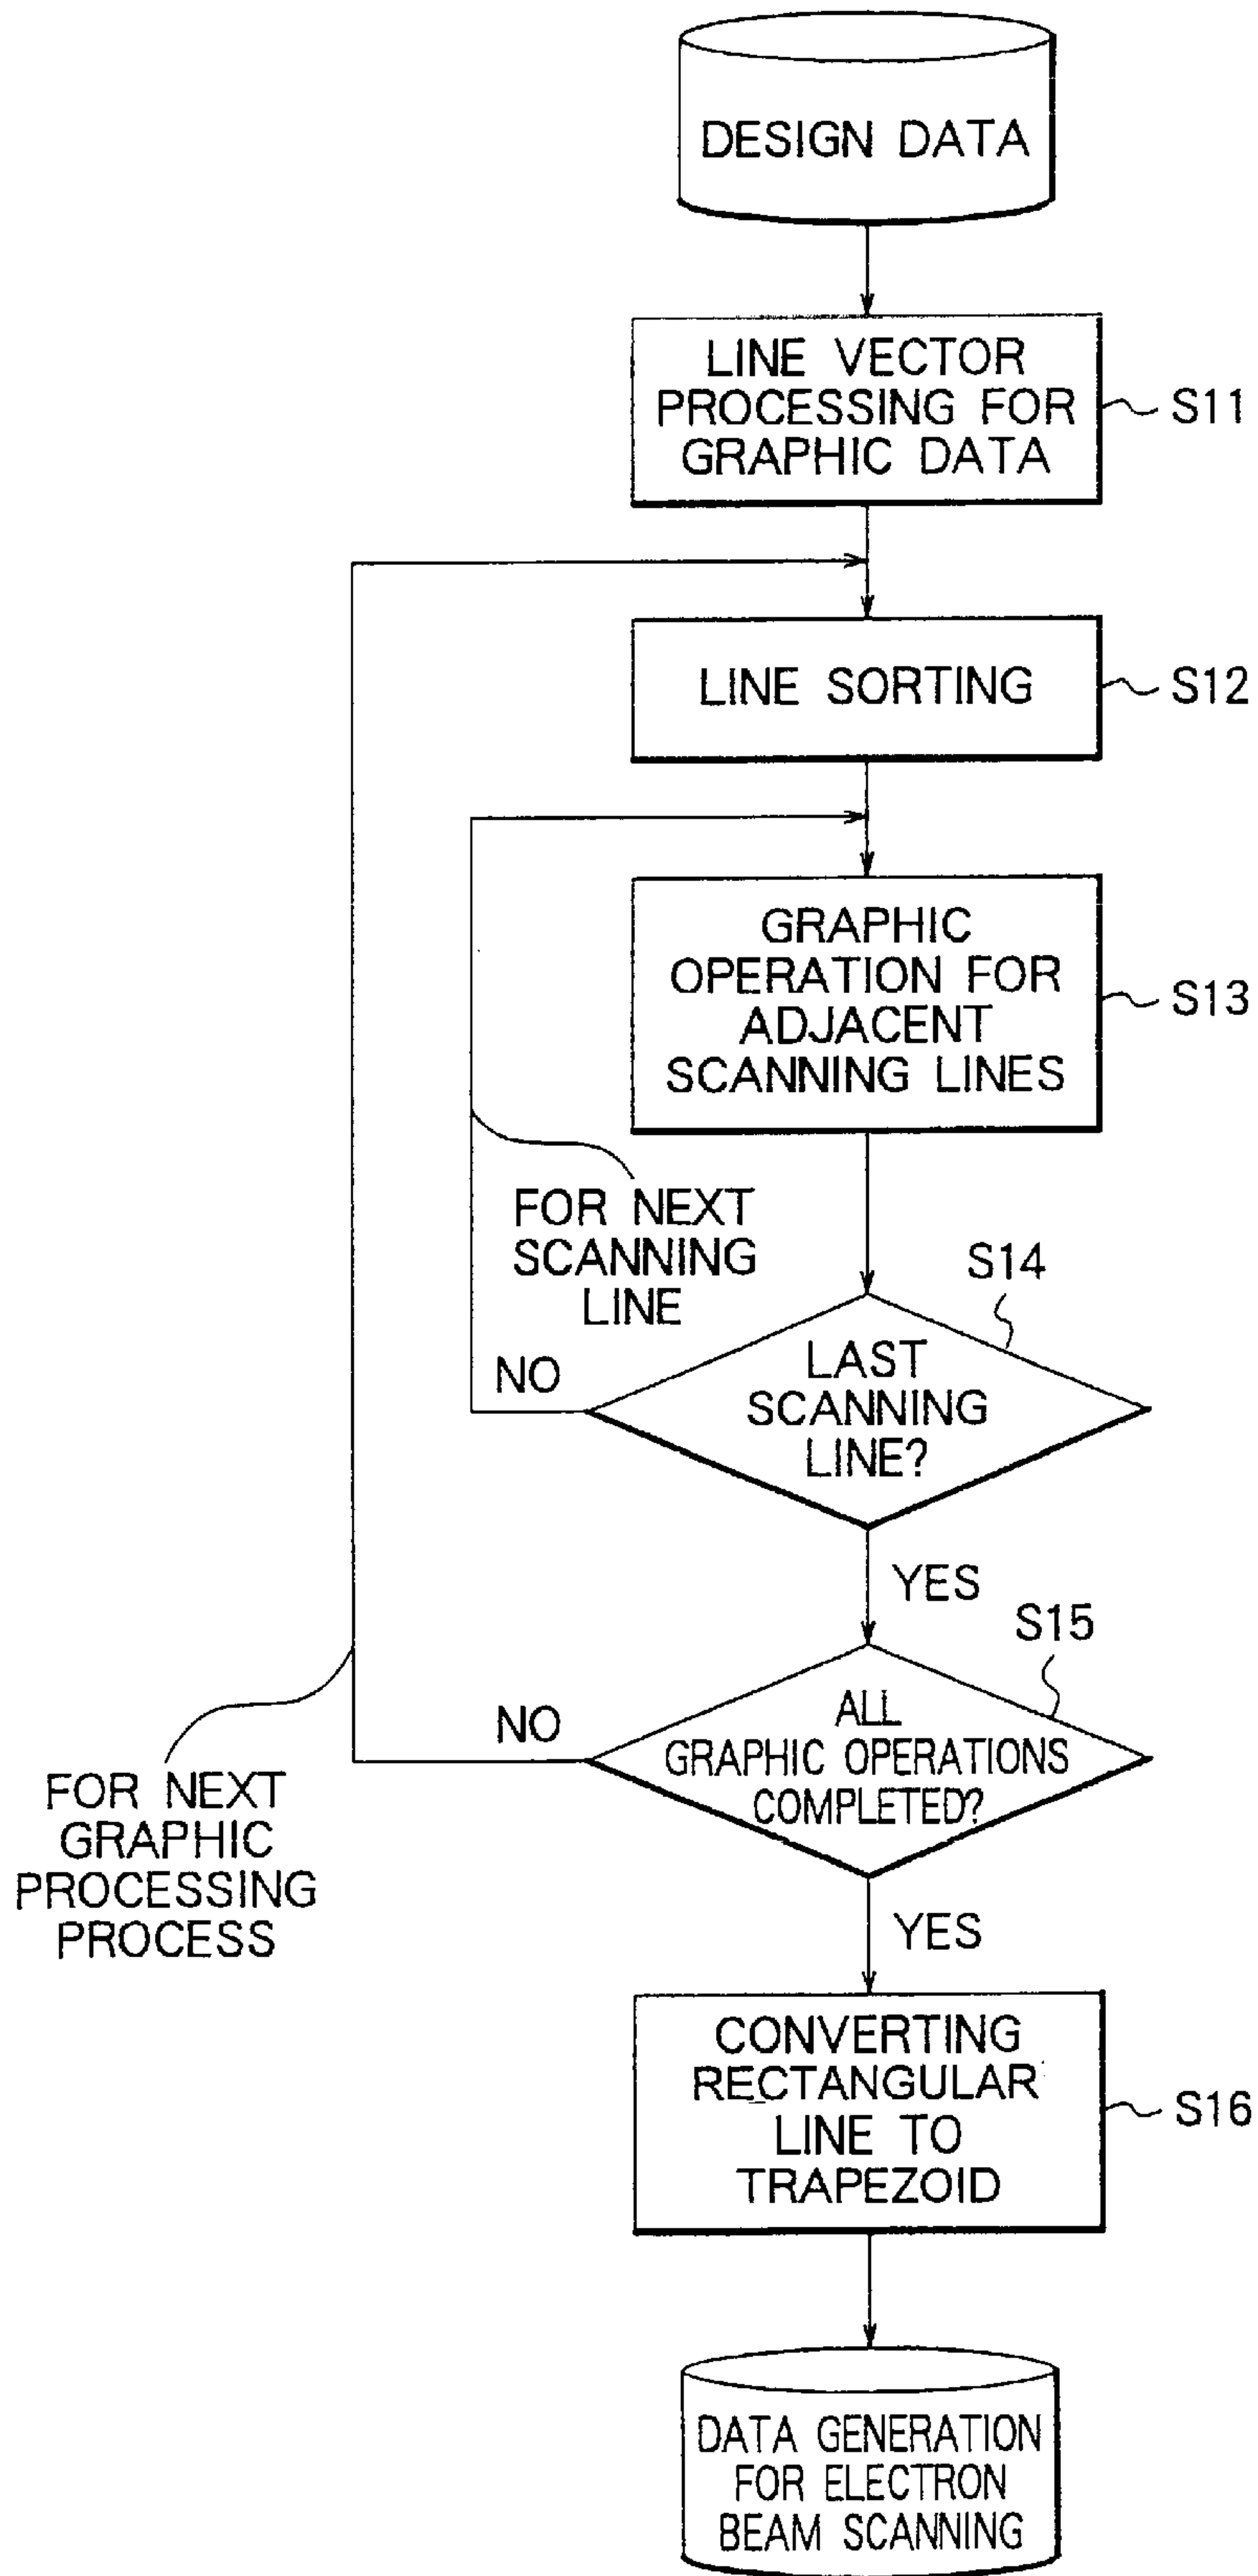 DESIGN DATA
LINE VECTOR
PROCESSING FOR
GRAPHIC DATA
S11
LINE SORTING
S12
GRAPHIC
OPERATION FOR
ADJACENT
SCANNING LINES
S13
FOR NEXT
SCANNING
LINE
S14
NO
LAST
SCANNING
LINE?
YES
S15
NO
ALL
GRAPHIC OPERATIONS
COMPLETED?
FOR NEXT
GRAPHIC
PROCESSING
PROCESS
YES
CONVERTING
RECTANGULAR
LINE TO
TRAPEZOID
S16
DATA GENERATION
FOR ELECTRON
BEAM SCANNING